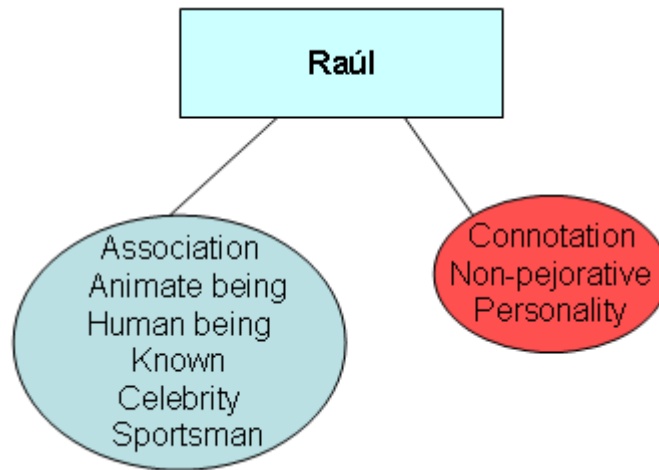 Raúl
Association
Animate being
Human being
Known
Celebrity
Sportsman
Connotation
Non-pejorative
Personality